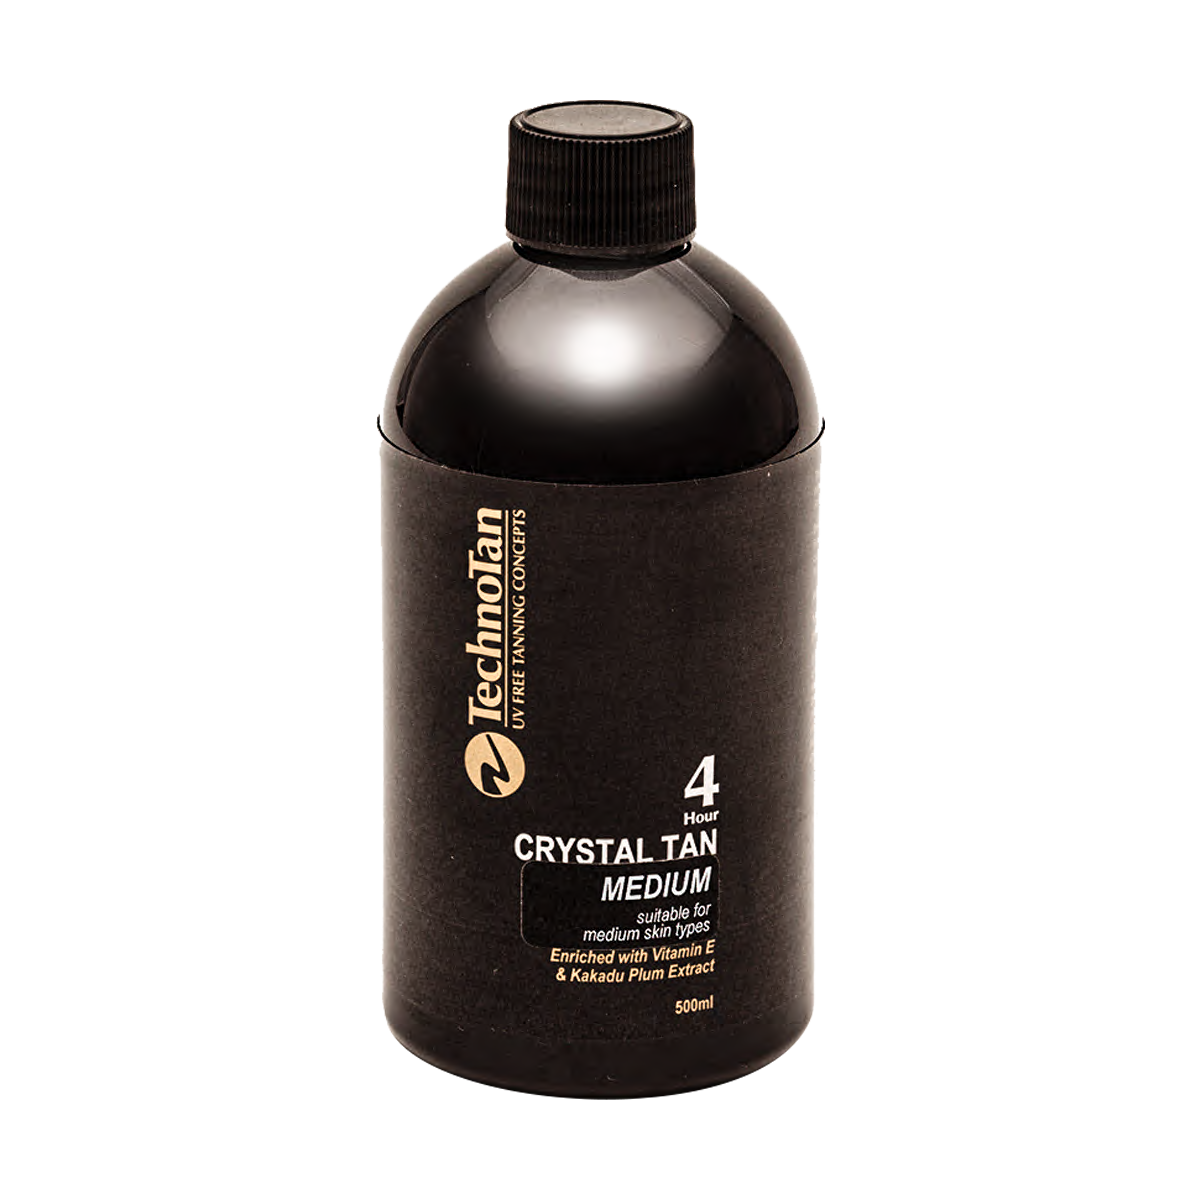 TechnoTan
UV FREE TANNING CONCEPTS
4
Hour
CRYSTAL TAN
MEDIUM
suitable for
medium skin types
Enriched with Vitamin E
& Kakadu Plum Extract
500ml